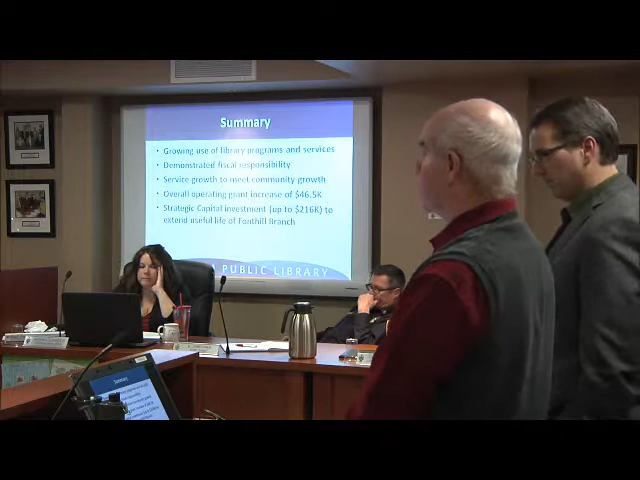 Summary
• Growing use of library programs and services
• Demonstrated fiscal responsibility
• Service growth to meet community growth
• Overall operating grant increase of $46.5K
• Strategic Capital investment (up to $216K) to
extend useful life of Fonthill Branch
PUBLIC LIBRARY
Summary